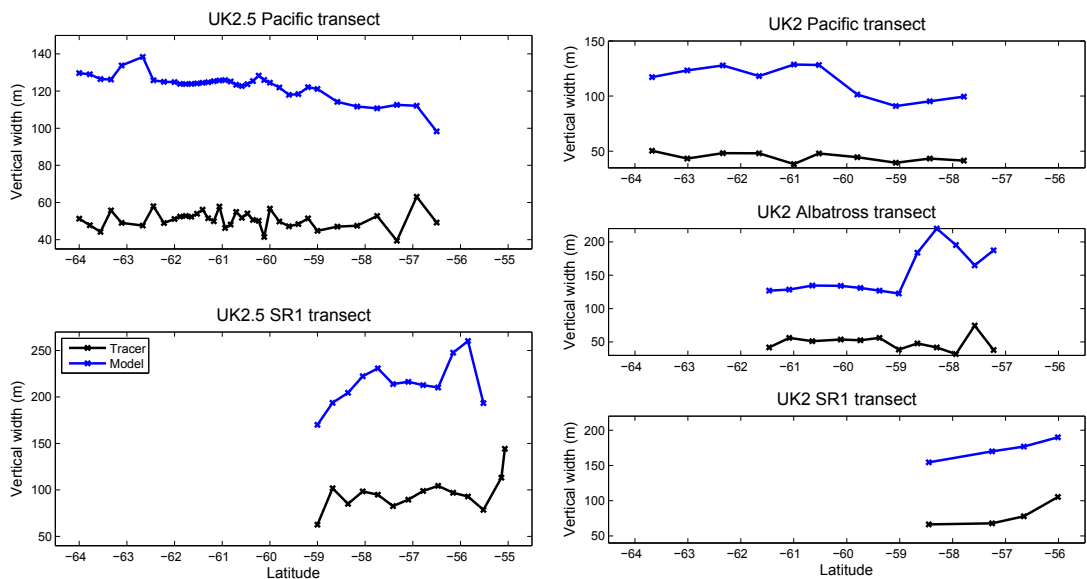 UK2.5 Pacific transect
Vertical width (m)
140
120
100
80
60
40
−64 −63 −62 −61 −60 −59 −58 −57 −56 −55
UK2.5 SR1 transect
Tracer
Model
Vertical width (m)
250
200
150
100
50
−64 −63 −62 −61 −60 −59 −58 −57 −56 −55
Latitude
UK2 Pacific transect
Vertical width (m)
150
100
50
−64 −63 −62 −61 −60 −59 −58 −57 −56
UK2 Albatross transect
Vertical width (m)
200
150
100
50
−64 −63 −62 −61 −60 −59 −58 −57 −56
UK2 SR1 transect
Vertical width (m)
200
150
100
50
−64 −63 −62 −61 −60 −59 −58 −57 −56
Latitude